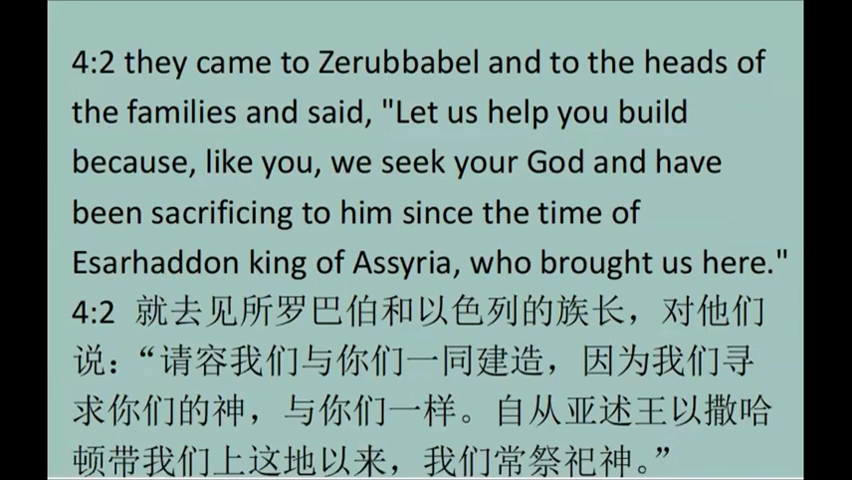 4:2 they came to Zerubbabel and to the heads of
the families and said, "Let us help you build
because, like you, we seek your God and have
been sacrificing to him since the time of
Esarhaddon king of Assyria, who brought us here."
4:2 就去见所罗巴伯和以色列的族长，对他们
说：“请容我们与你们一同建造，因为我们寻
求你们的神，与你们一样。自从亚述王以撒哈
顿带我们上这地以来，我们常祭祀神。”